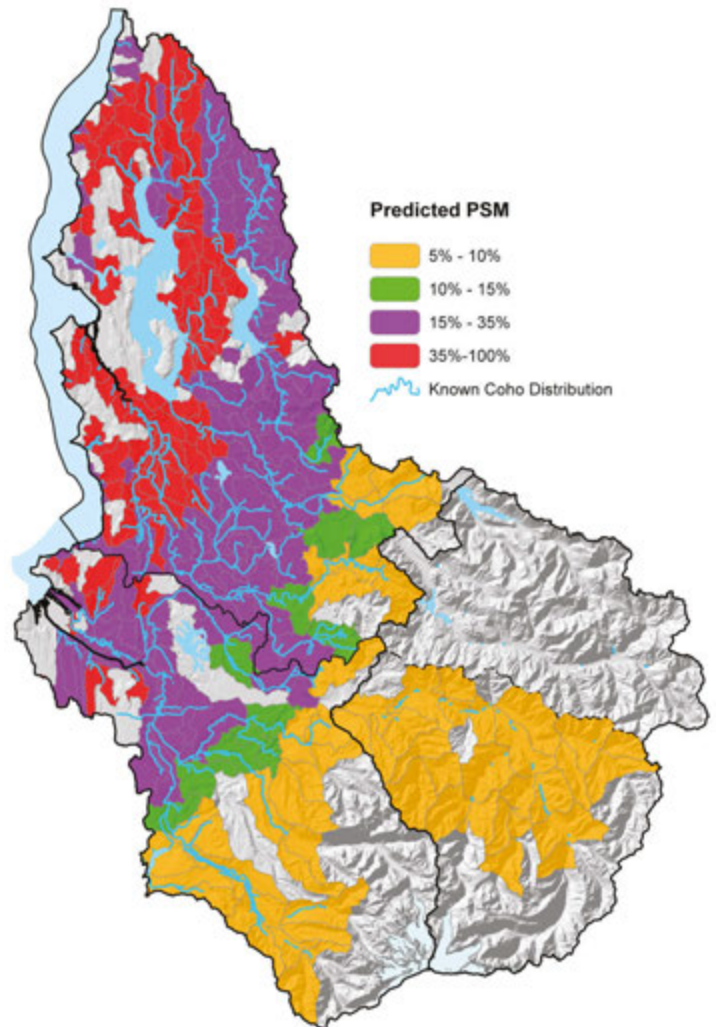 Predicted PSM
5% - 10%
10% - 15%
15% - 35%
35%-100%
Known Coho Distribution